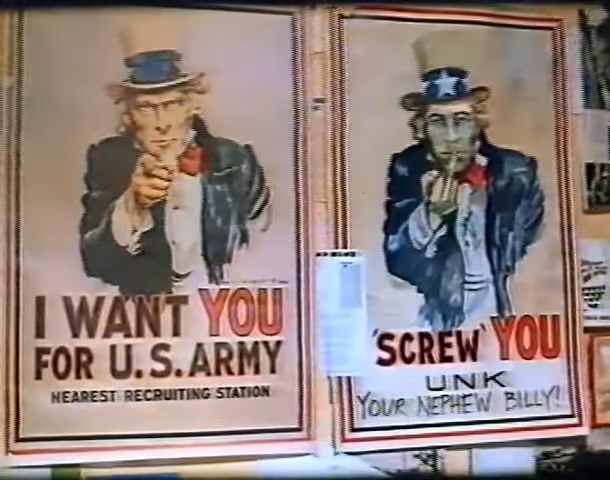 I WANT YOU
FOR U.S. ARMY
NEAREST RECRUITING STATION
'SCREW' YOU
UNK
YOUR NEPHEW BILLY!